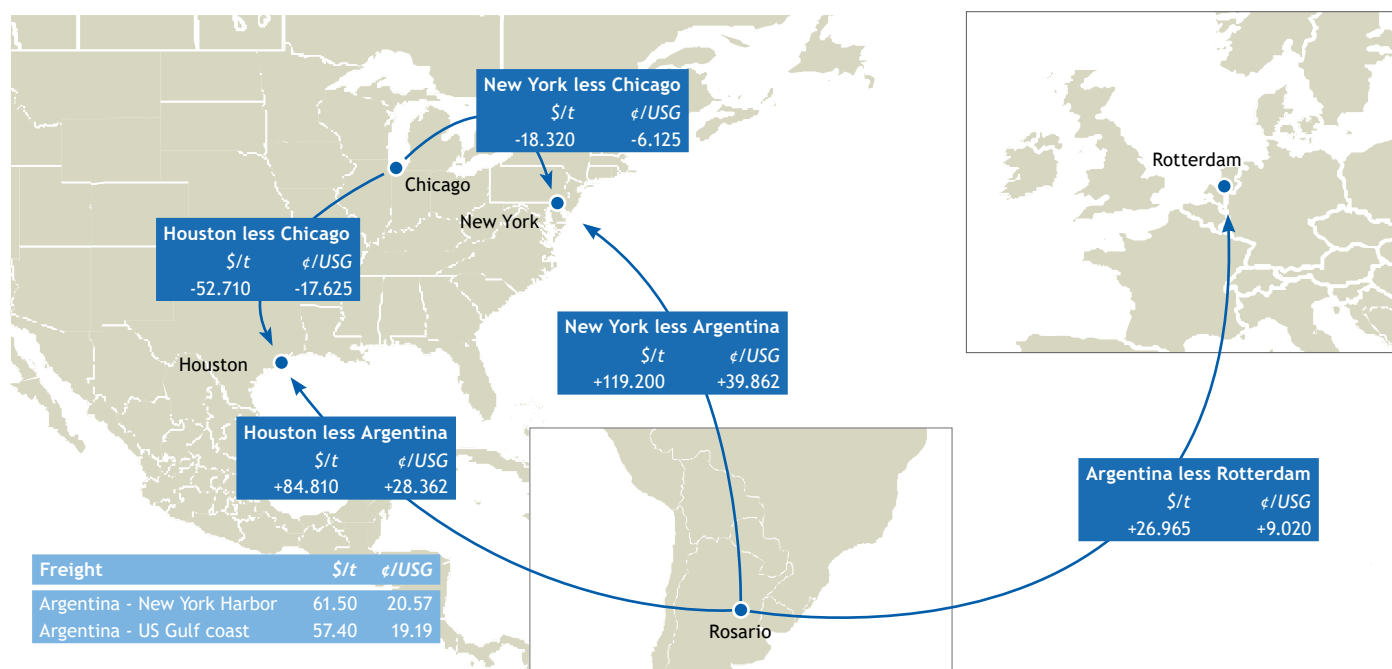 New York less Chicago
$/t ¢/USG
-18.320 -6.125
Rotterdam
Chicago
New York
Houston less Chicago
$/t ¢/USG
-52.710 -17.625
New York less Argentina
$/t ¢/USG
+119.200 +39.862
Houston
Houston less Argentina
$/t ¢/USG
+84.810 +28.362
Argentina less Rotterdam
$/t ¢/USG
+26.965 +9.020
Freight $/t ¢/USG
Argentina - New York Harbor 61.50 20.57
Argentina - US Gulf coast 57.40 19.19
Rosario